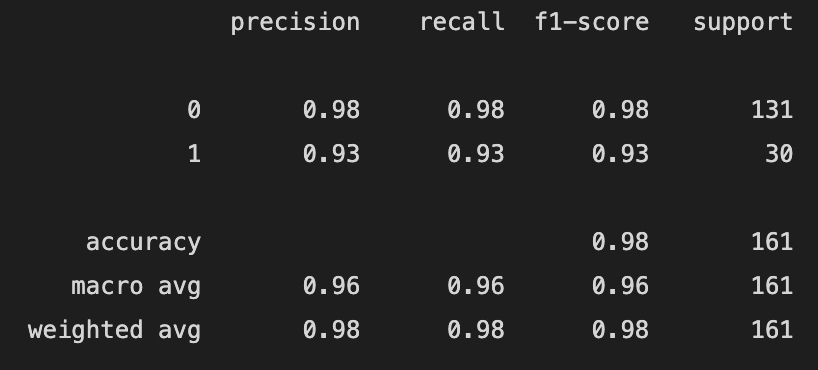 precision recall f1-score support
0 0.98 0.98 0.98 131
1 0.93 0.93 0.93 30
accuracy 0.98 161
macro avg 0.96 0.96 0.96 161
weighted avg 0.98 0.98 0.98 161